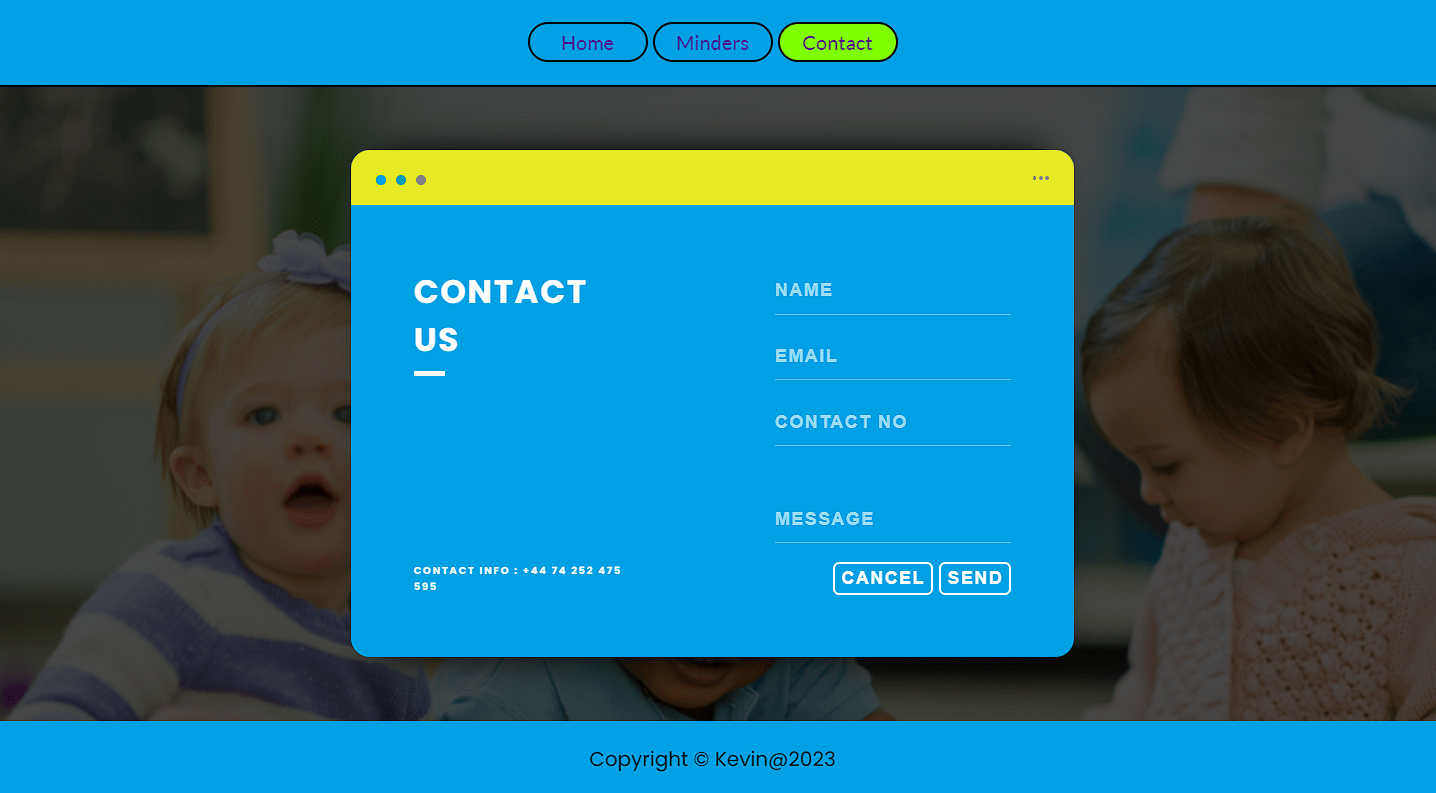 Home Minders Contact
CONTACT
US
NAME
EMAIL
CONTACT NO
MESSAGE
CONTACT INFO : +44 74 252 475
595
CANCEL SEND
Copyright © Kevin@2023